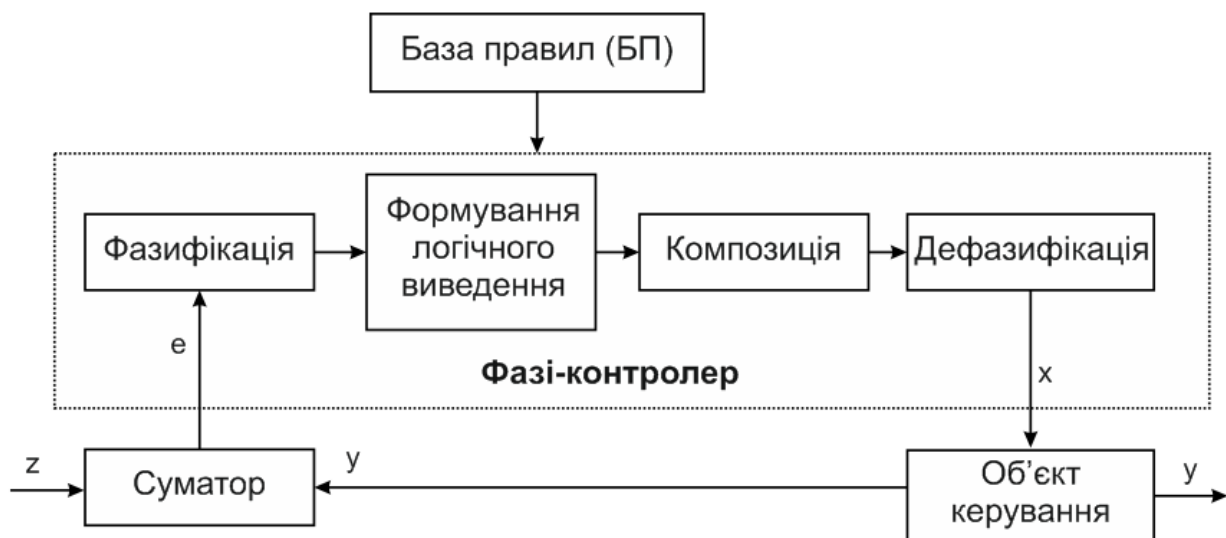 База правил (БП)
Фазифікація
Формування
логічного
виведення
Композиція
Дефазифікація
e
Фазі-контролер
x
z
Суматор
y
Об’єкт
керування
y